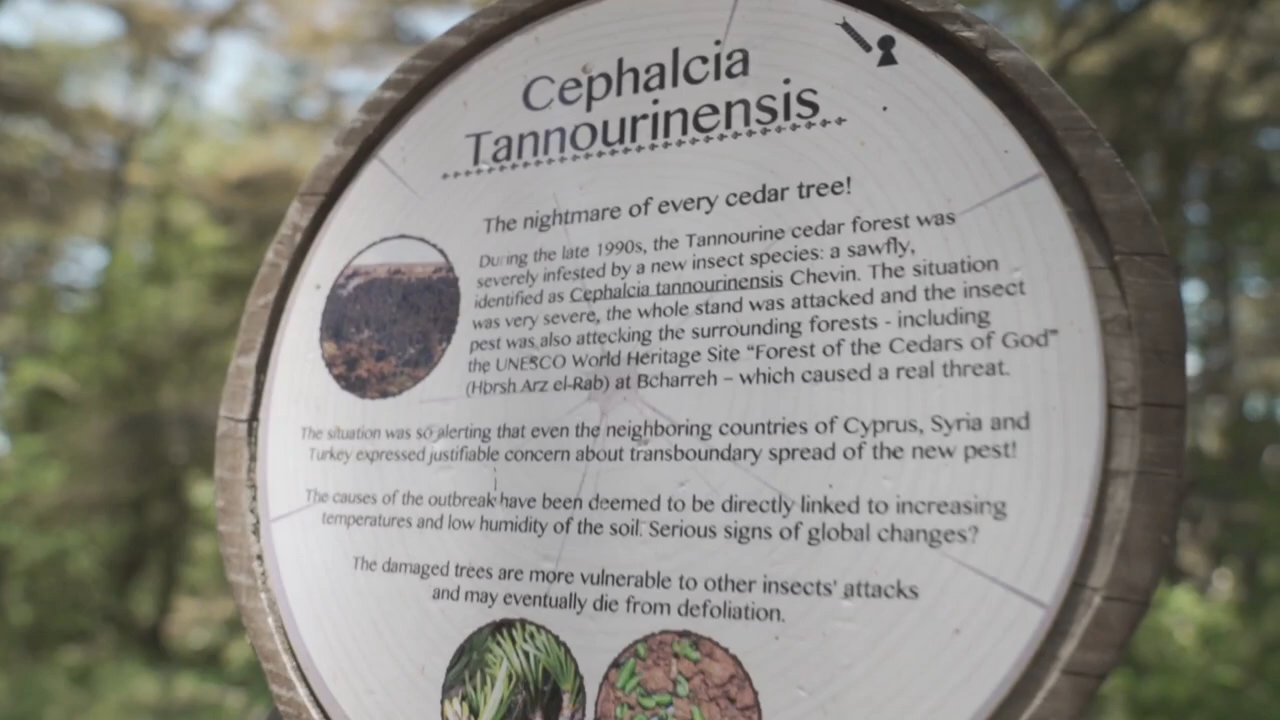 Cephalcia
Tannourinensis
The nightmare of every cedar tree!
During the late 1990s, the Tannourine cedar forest was
severely infested by a new insect species: a sawfly,
identified as Cephalcia tannourinensis Chevin. The situation
was very severe, the whole stand was attacked and the insect
pest was also attecking the surrounding forests - including
the UNESCO World Heritage Site "Forest of the Cedars of God"
(Hbrsh Arz el-Rab) at Bcharreh – which caused a real threat.
The situation was so alerting that even the neighboring countries of Cyprus, Syria and
Turkey expressed justifiable concern about transboundary spread of the new pest!
The causes of the outbreak have been deemed to be directly linked to increasing
temperatures and low humidity of the soil. Serious signs of global changes?
The damaged trees are more vulnerable to other insects' attacks
and may eventually die from defoliation.